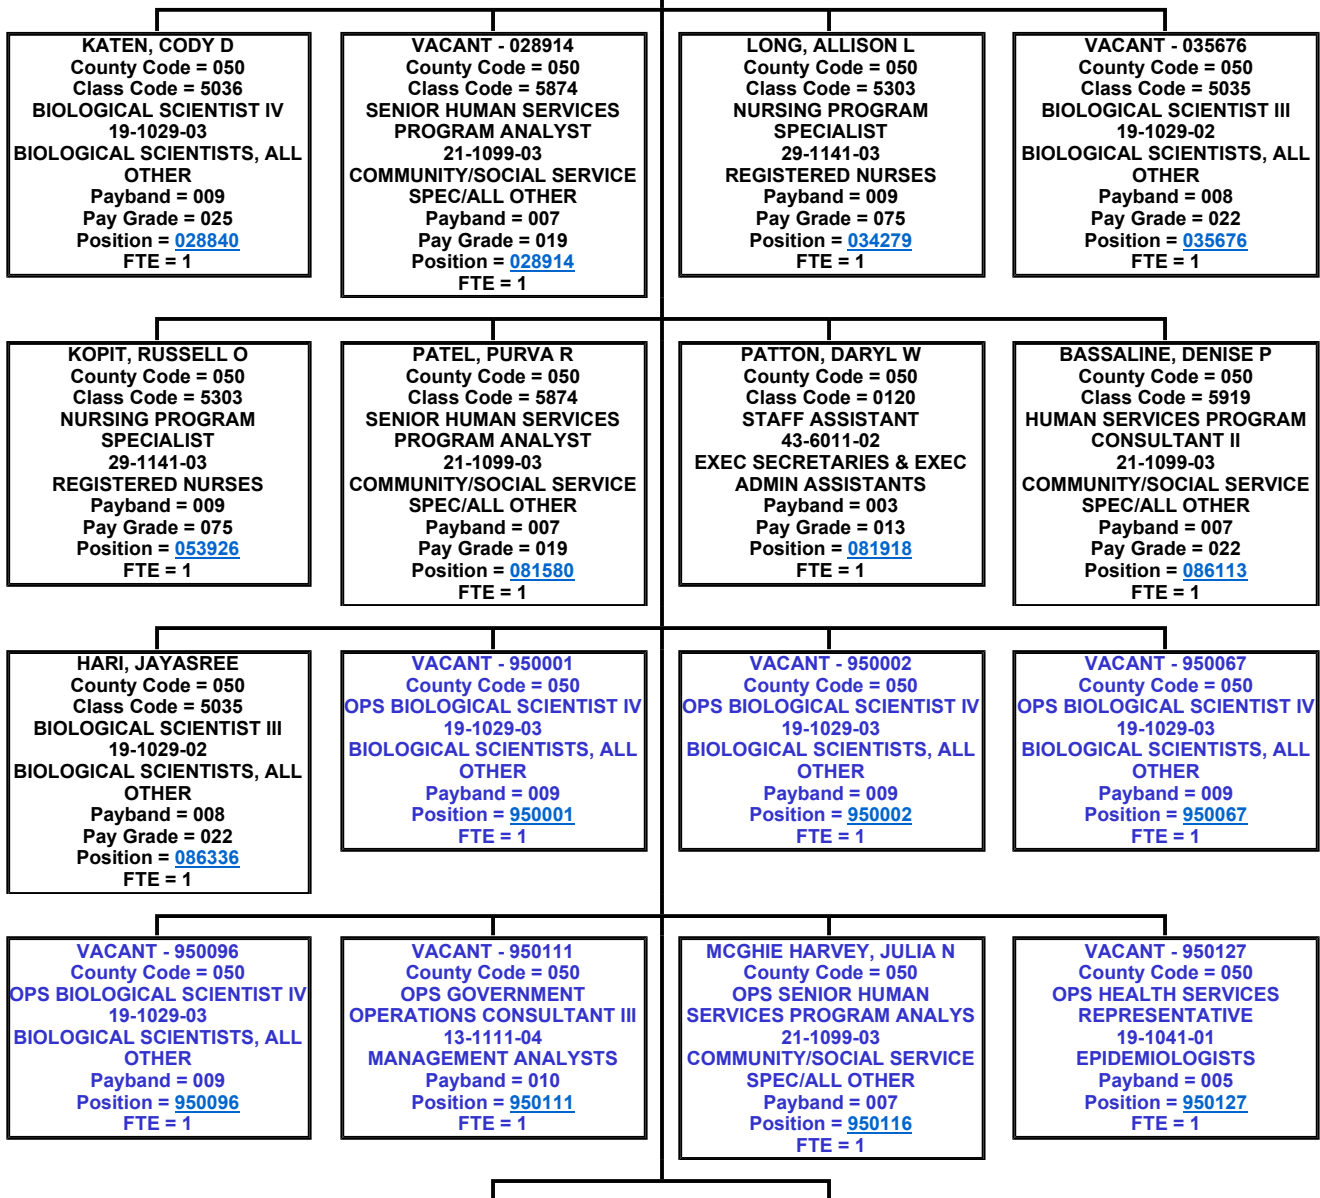 KATEN, CODY D
County Code = 050
Class Code = 5036
BIOLOGICAL SCIENTIST IV
19-1029-03
BIOLOGICAL SCIENTISTS, ALL
OTHER
Payband = 009
Pay Grade = 025
Position = 028840
FTE = 1
VACANT - 028914
County Code = 050
Class Code = 5874
SENIOR HUMAN SERVICES
PROGRAM ANALYST
21-1099-03
COMMUNITY/SOCIAL SERVICE
SPEC/ALL OTHER
Payband = 007
Pay Grade = 019
Position = 028914
FTE = 1
LONG, ALLISON L
County Code = 050
Class Code = 5303
NURSING PROGRAM
SPECIALIST
29-1141-03
REGISTERED NURSES
Payband = 009
Pay Grade = 075
Position = 034279
FTE = 1
VACANT - 035676
County Code = 050
Class Code = 5035
BIOLOGICAL SCIENTIST III
19-1029-02
BIOLOGICAL SCIENTISTS, ALL
OTHER
Payband = 008
Pay Grade = 022
Position = 035676
FTE = 1
KOPIT, RUSSELL O
County Code = 050
Class Code = 5303
NURSING PROGRAM
SPECIALIST
29-1141-03
REGISTERED NURSES
Payband = 009
Pay Grade = 075
Position = 053926
FTE = 1
PATEL, PURVA R
County Code = 050
Class Code = 5874
SENIOR HUMAN SERVICES
PROGRAM ANALYST
21-1099-03
COMMUNITY/SOCIAL SERVICE
SPEC/ALL OTHER
Payband = 007
Pay Grade = 019
Position = 081580
FTE = 1
PATTON, DARYL W
County Code = 050
Class Code = 0120
STAFF ASSISTANT
43-6011-02
EXEC SECRETARIES & EXEC
ADMIN ASSISTANTS
Payband = 003
Pay Grade = 013
Position = 081918
FTE = 1
BASSALINE, DENISE P
County Code = 050
Class Code = 5919
HUMAN SERVICES PROGRAM
CONSULTANT II
21-1099-03
COMMUNITY/SOCIAL SERVICE
SPEC/ALL OTHER
Payband = 007
Pay Grade = 022
Position = 086113
FTE = 1
HARI, JAYASREE
County Code = 050
Class Code = 5035
BIOLOGICAL SCIENTIST III
19-1029-02
BIOLOGICAL SCIENTISTS, ALL
OTHER
Payband = 008
Pay Grade = 022
Position = 086336
FTE = 1
VACANT - 950001
County Code = 050
OPS BIOLOGICAL SCIENTIST IV
19-1029-03
BIOLOGICAL SCIENTISTS, ALL
OTHER
Payband = 009
Position = 950001
FTE = 1
VACANT - 950002
County Code = 050
OPS BIOLOGICAL SCIENTIST IV
19-1029-03
BIOLOGICAL SCIENTISTS, ALL
OTHER
Payband = 009
Position = 950002
FTE = 1
VACANT - 950067
County Code = 050
OPS BIOLOGICAL SCIENTIST IV
19-1029-03
BIOLOGICAL SCIENTISTS, ALL
OTHER
Payband = 009
Position = 950067
FTE = 1
VACANT - 950096
County Code = 050
OPS BIOLOGICAL SCIENTIST IV
19-1029-03
BIOLOGICAL SCIENTISTS, ALL
OTHER
Payband = 009
Position = 950096
FTE = 1
VACANT - 950111
County Code = 050
OPS GOVERNMENT
OPERATIONS CONSULTANT III
13-1111-04
MANAGEMENT ANALYSTS
Payband = 010
Position = 950111
FTE = 1
MCGHIE HARVEY, JULIA N
County Code = 050
OPS SENIOR HUMAN
SERVICES PROGRAM ANALYS
21-1099-03
COMMUNITY/SOCIAL SERVICE
SPEC/ALL OTHER
Payband = 007
Position = 950116
FTE = 1
VACANT - 950127
County Code = 050
OPS HEALTH SERVICES
REPRESENTATIVE
19-1041-01
EPIDEMIOLOGISTS
Payband = 005
Position = 950127
FTE = 1